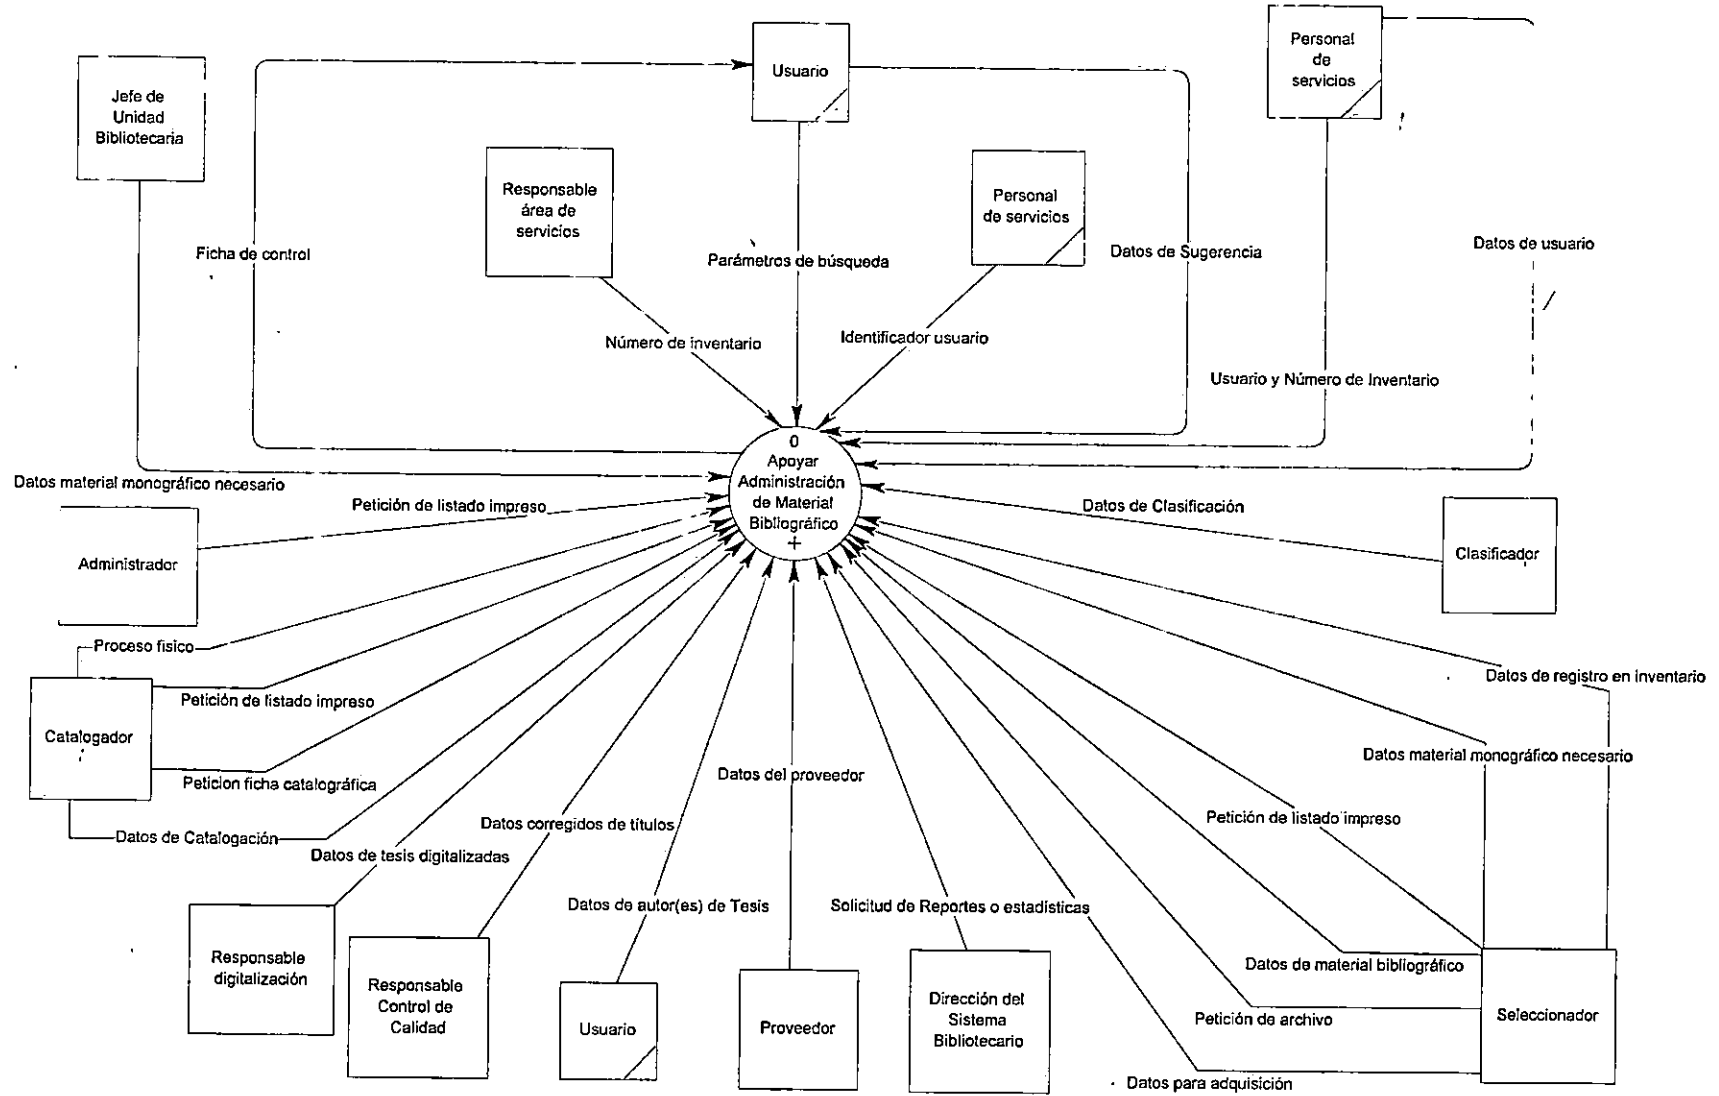 Personal
de
servicios
Usuario
Jefe de
Unidad
Bibliotecaria
Responsable
área de
servicios
Personal
de servicios
Ficha de control
Parámetros de búsqueda
Datos de Sugerencia
Datos de usuario
Número de inventario
Identificador usuario
Usuario y Número de Inventario
0
Apoyar
Administración
de Material
Bibliográfico
+
Datos material monográfico necesario
Petición de listado impreso
Datos de Clasificación
Administrador
Clasificador
Proceso fisico
Petición de listado impreso
Datos de registro en inventario
Catalogador
Datos material monográfico necesario
Peticion ficha catalográfica
Datos del proveedor
Petición de listado impreso
Datos de Catalogación
Datos corregidos de títulos
Datos de tesis digitalizadas
Datos de autor(es) de Tesis
Solicitud de Reportes o estadísticas
Responsable
digitalización
Datos de material bibliográfico
Responsable
Control de
Calidad
Usuario
Proveedor
Dirección del
Sistema
Bibliotecario
Petición de archivo
Seleccionador
Datos para adquisición